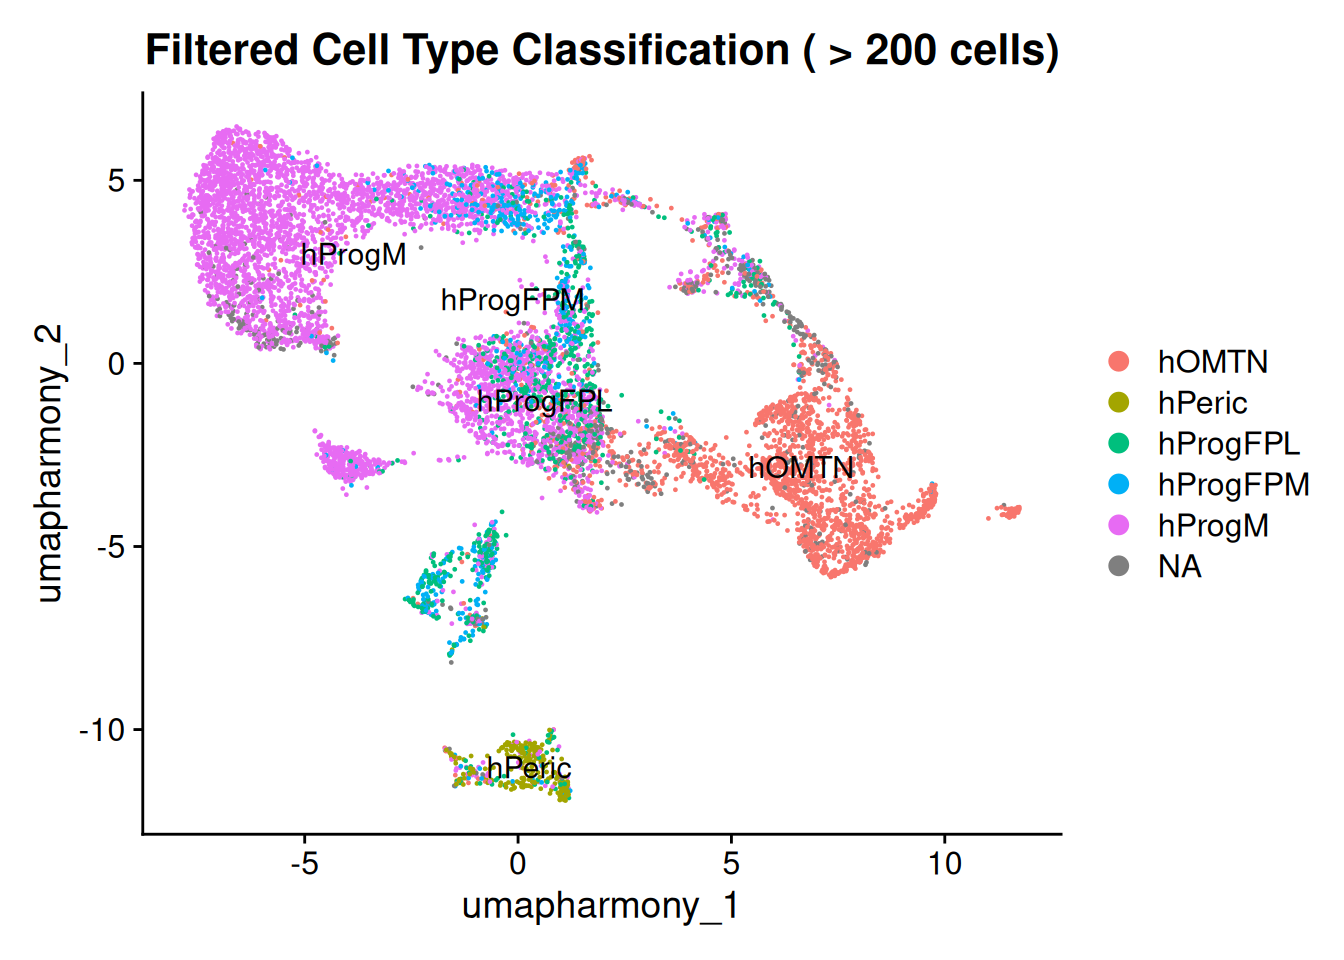 Filtered Cell Type Classification ( > 200 cells)
5
0
-5
-10
umapharmony_2
hProgM
hProgFPM
hProgFPL
hOMTN
hPeric
-5
0
5
10
umapharmony_1
hOMTN
hPeric
hProgFPL
hProgFPM
hProgM
NA